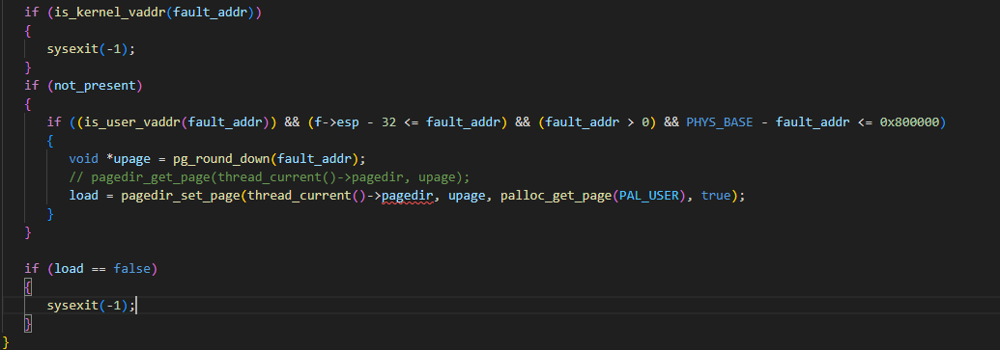 if (is_kernel_vaddr(fault_addr))
{
sysexit(-1);
}
if (not_present)
{
if ((is_user_vaddr(fault_addr)) && (f->esp - 32 <= fault_addr) && (fault_addr > 0) && PHYS_BASE - fault_addr <= 0x800000)
{
void *upage = pg_round_down(fault_addr);
// pagedir_get_page(thread_current()->pagedir, upage);
load = pagedir_set_page(thread_current()->pagedir, upage, palloc_get_page(PAL_USER), true);
}
}
if (load == false)
{
sysexit(-1);
}
}